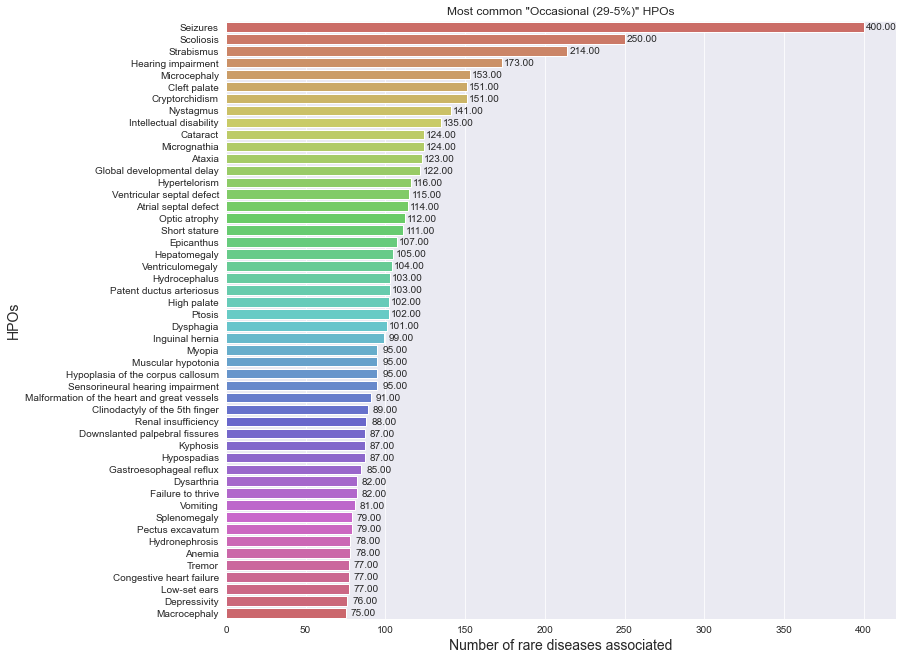 Most common "Occasional (29-5%)" HPOs
Seizures 400.00
Scoliosis 250.00
Strabismus 214.00
Hearing impairment 173.00
Microcephaly 153.00
Cleft palate 151.00
Cryptorchidism 151.00
Nystagmus 141.00
Intellectual disability 135.00
Cataract 124.00
Micrognathia 124.00
Ataxia 123.00
Global developmental delay 122.00
Hypertelorism 116.00
Ventricular septal defect 115.00
Atrial septal defect 114.00
Optic atrophy 112.00
Short stature 111.00
Epicanthus 107.00
Hepatomegaly 105.00
Ventriculomegaly 104.00
Hydrocephalus 103.00
Patent ductus arteriosus 103.00
High palate 102.00
Ptosis 102.00
Dysphagia 101.00
Inguinal hernia 99.00
Myopia 95.00
Muscular hypotonia 95.00
Hypoplasia of the corpus callosum 95.00
Sensorineural hearing impairment 95.00
Malformation of the heart and great vessels 91.00
Clinodactyly of the 5th finger 89.00
Renal insufficiency 88.00
Downslanted palpebral fissures 87.00
Kyphosis 87.00
Hypospadias 87.00
Gastroesophageal reflux 85.00
Dysarthria 82.00
Failure to thrive 82.00
Vomiting 81.00
Splenomegaly 79.00
Pectus excavatum 79.00
Hydronephrosis 78.00
Anemia 78.00
Tremor 77.00
Congestive heart failure 77.00
Low-set ears 77.00
Depressivity 76.00
Macrocephaly 75.00
HPOs
0 50 100 150 200 250 300 350 400
Number of rare diseases associated